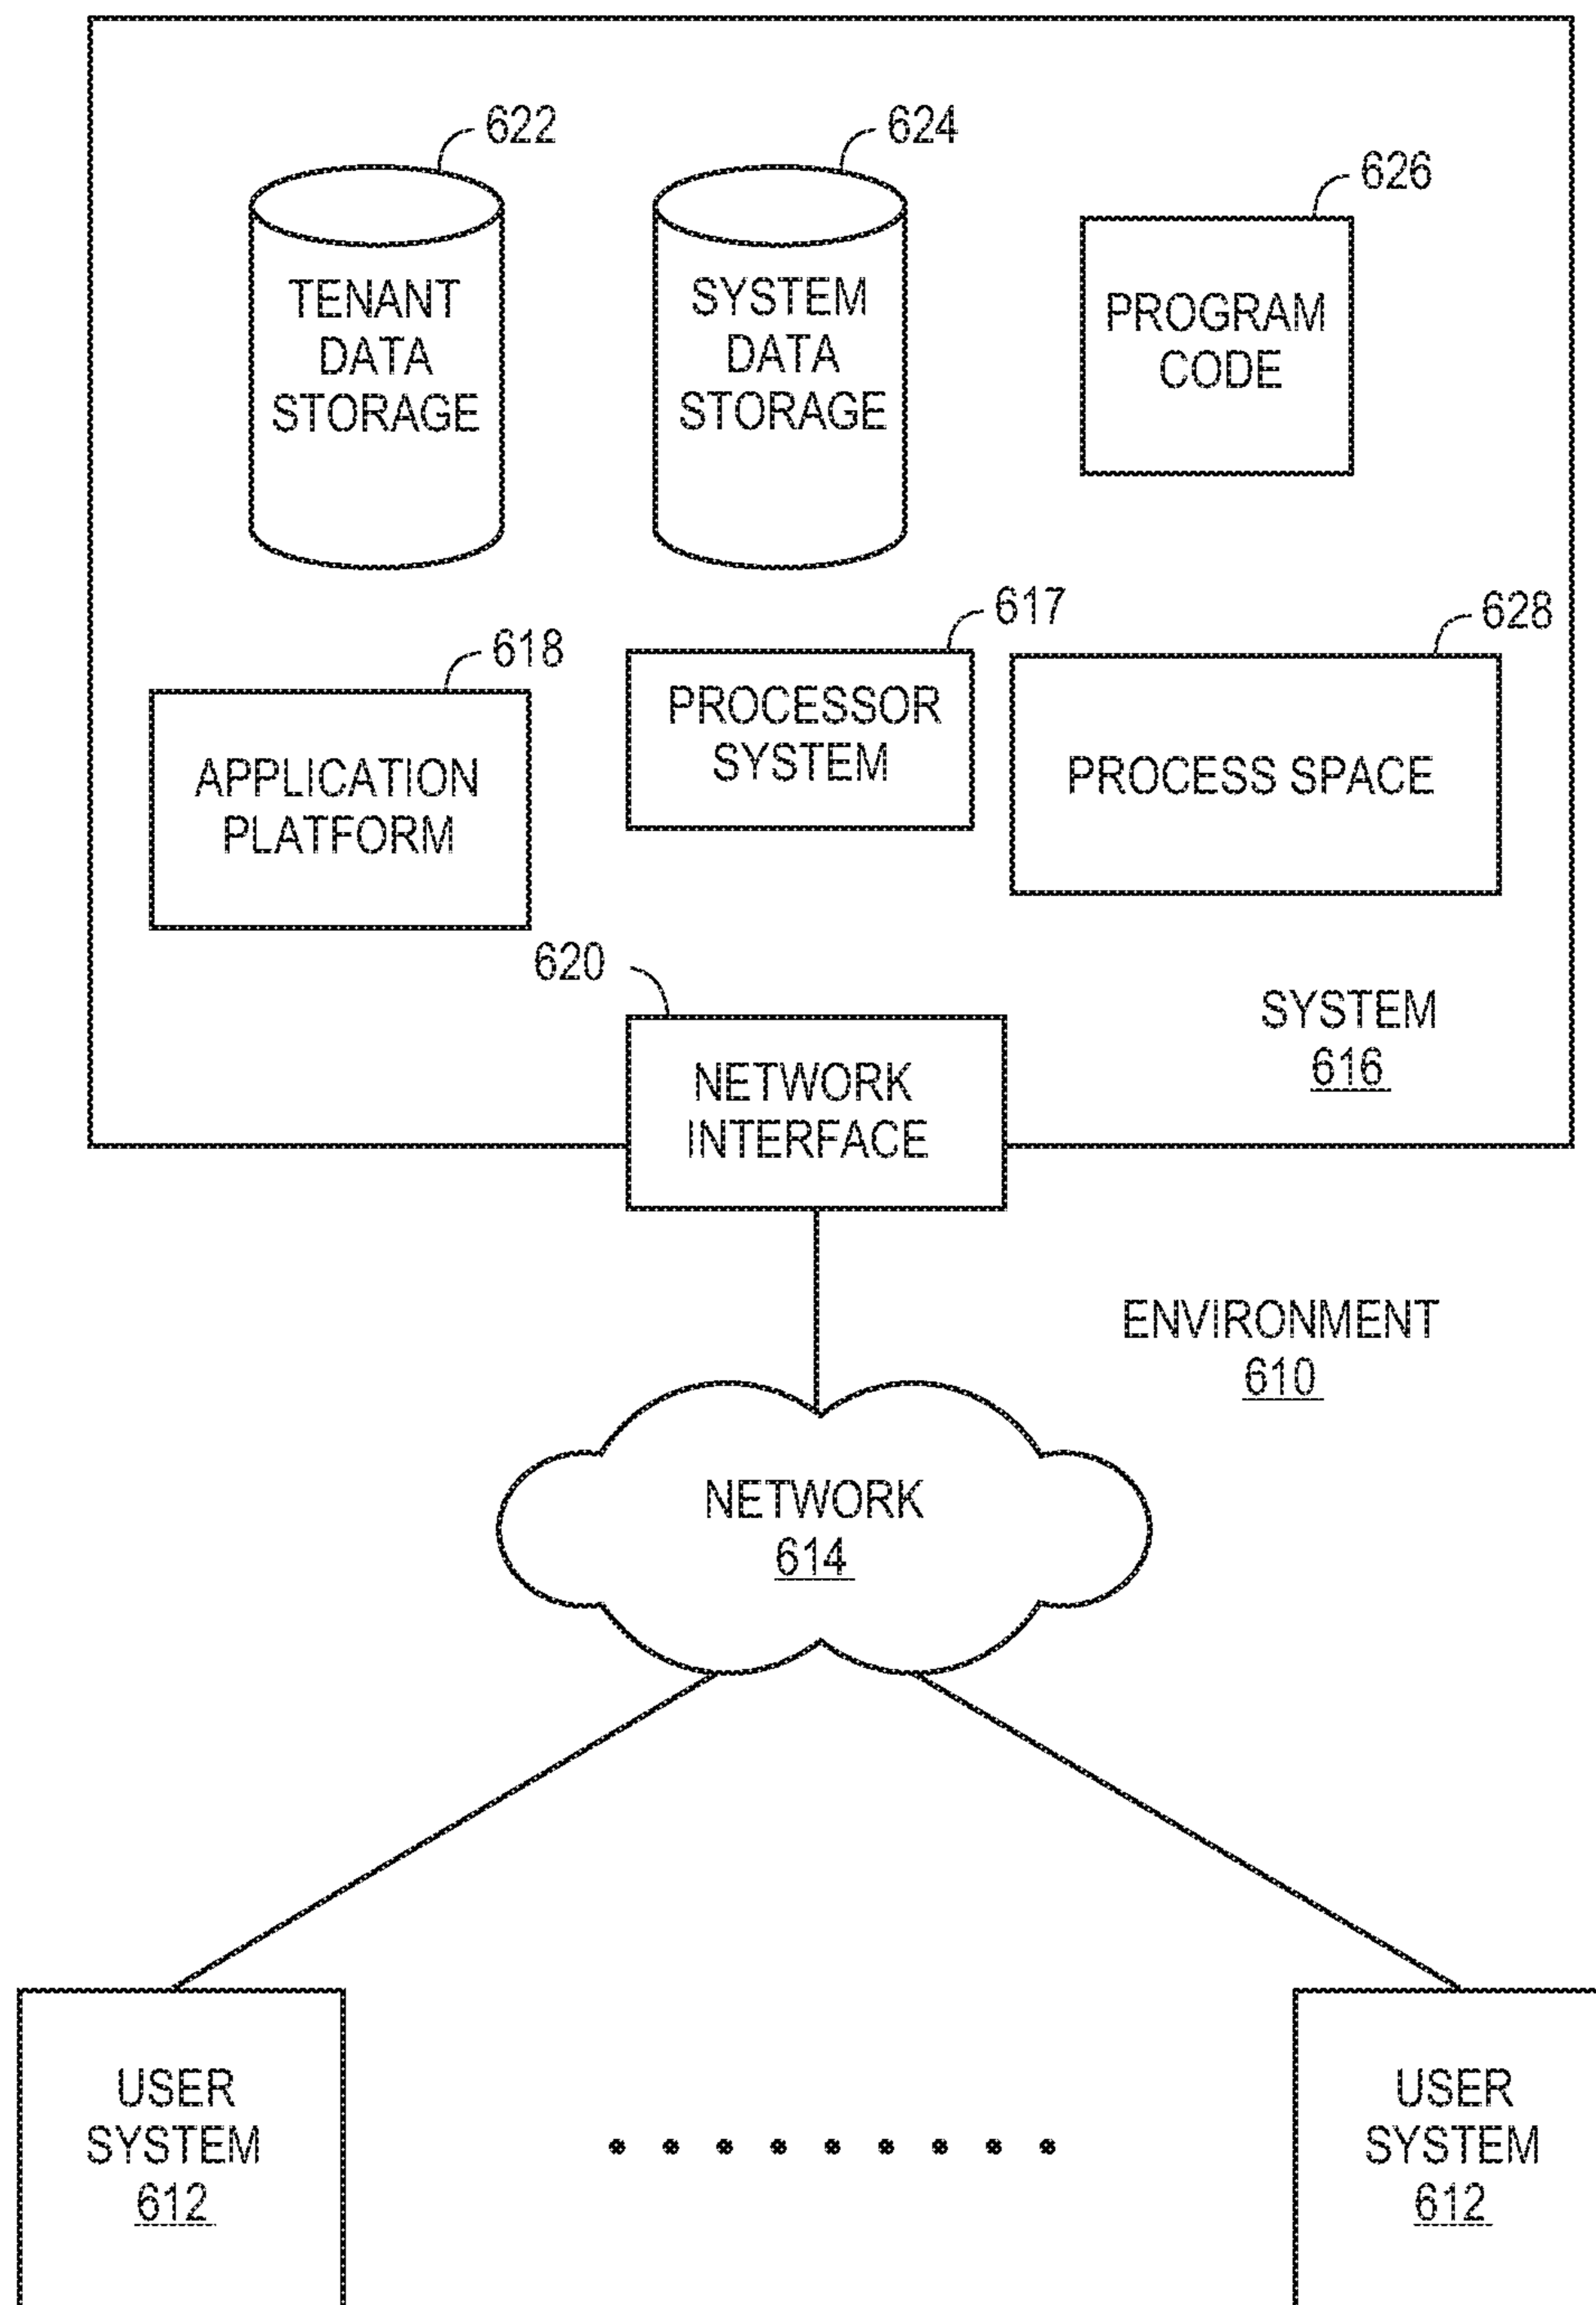 622
624
626
TENANT
DATA
STORAGE
SYSTEM
DATA
STORAGE
PROGRAM
CODE
618
617
628
APPLICATION
PLATFORM
PROCESSOR
SYSTEM
PROCESS SPACE
620
NETWORK
INTERFACE
SYSTEM
616
ENVIRONMENT
610
NETWORK
614
USER
SYSTEM
612
USER
SYSTEM
612